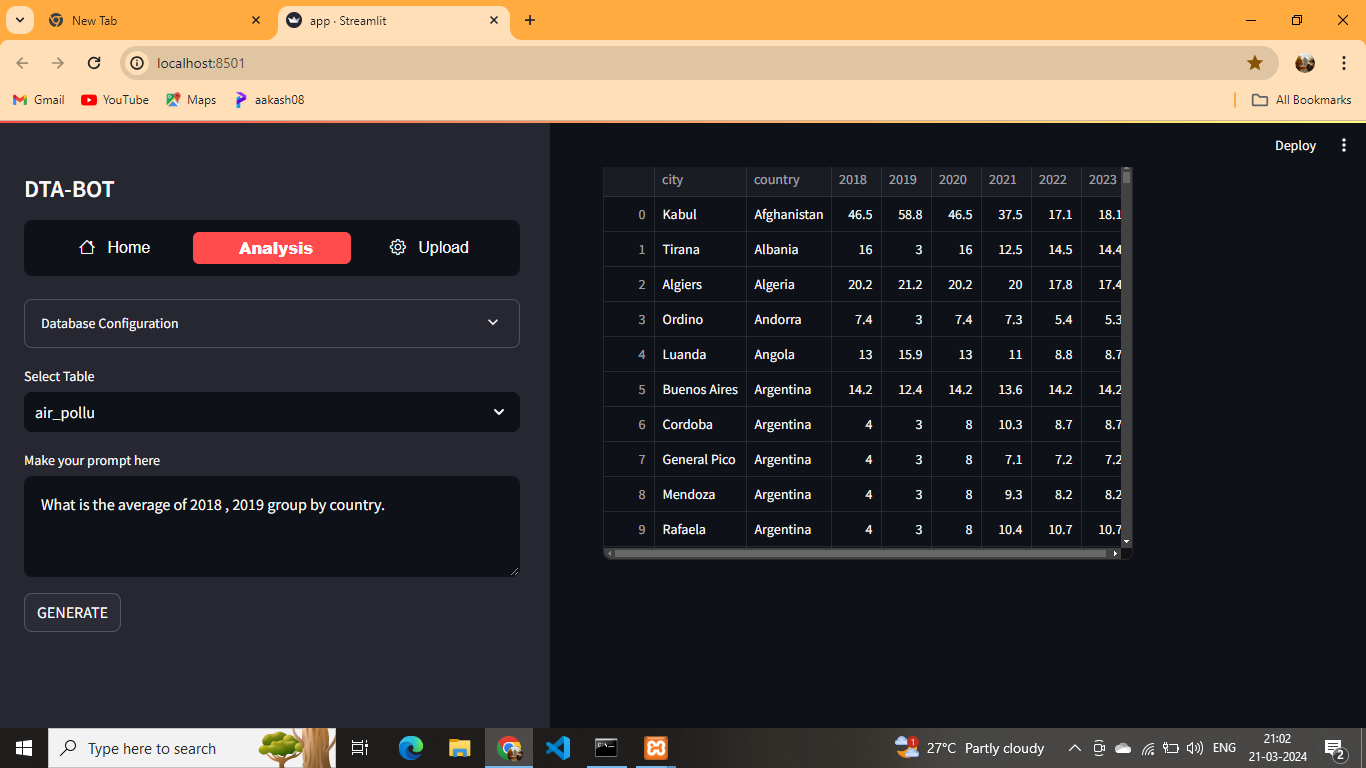 New Tab
app · Streamlit
localhost:8501
Gmail YouTube Maps aakash08 All Bookmarks
Deploy
DTA-BOT
Home Analysis Upload
Database Configuration
Select Table
air_pollu
Make your prompt here
What is the average of 2018 , 2019 group by country.
GENERATE
city country 2018 2019 2020 2021 2022 2023
0 Kabul Afghanistan 46.5 58.8 46.5 37.5 17.1 18.1
1 Tirana Albania 16 3 16 12.5 14.5 14.4
2 Algiers Algeria 20.2 21.2 20.2 20 17.8 17.4
3 Ordino Andorra 7.4 3 7.4 7.3 5.4 5.3
4 Luanda Angola 13 15.9 13 11 8.8 8.7
5 Buenos Aires Argentina 14.2 12.4 14.2 13.6 14.2 14.2
6 Cordoba Argentina 4 3 8 10.3 8.7 8.7
7 General Pico Argentina 4 3 8 7.1 7.2 7.2
8 Mendoza Argentina 4 3 8 9.3 8.2 8.2
9 Rafaela Argentina 4 3 8 10.4 10.7 10.7
Type here to search
1
27°C Partly cloudy
ENG
21:02
21-03-2024
2